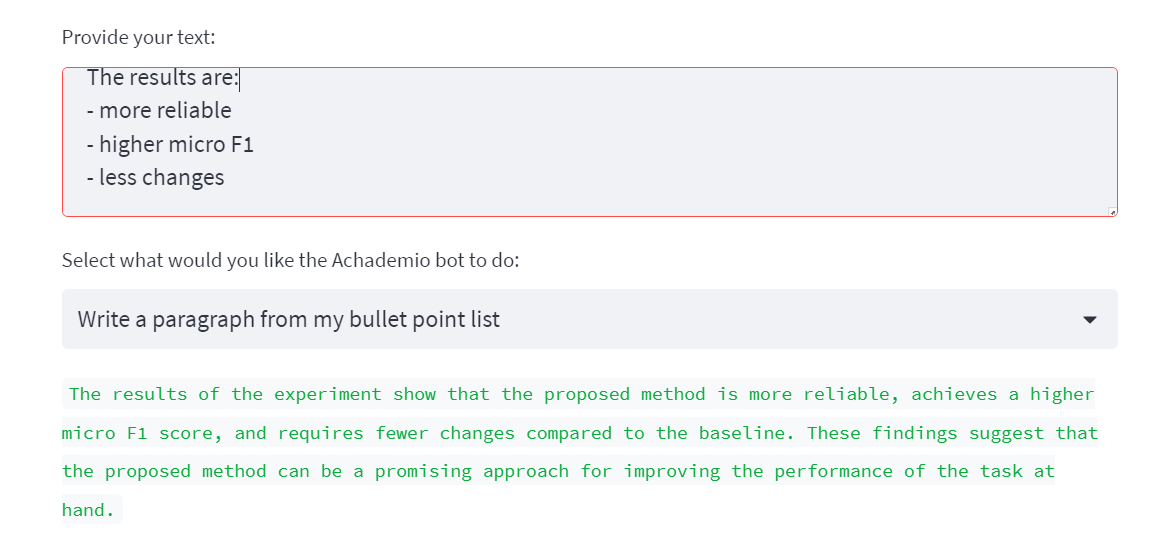 Provide your text:
The results are:
- more reliable
- higher micro F1
- less changes
Select what would you like the Achademio bot to do:
Write a paragraph from my bullet point list
The results of the experiment show that the proposed method is more reliable, achieves a higher
micro F1 score, and requires fewer changes compared to the baseline. These findings suggest that
the proposed method can be a promising approach for improving the performance of the task at
hand.